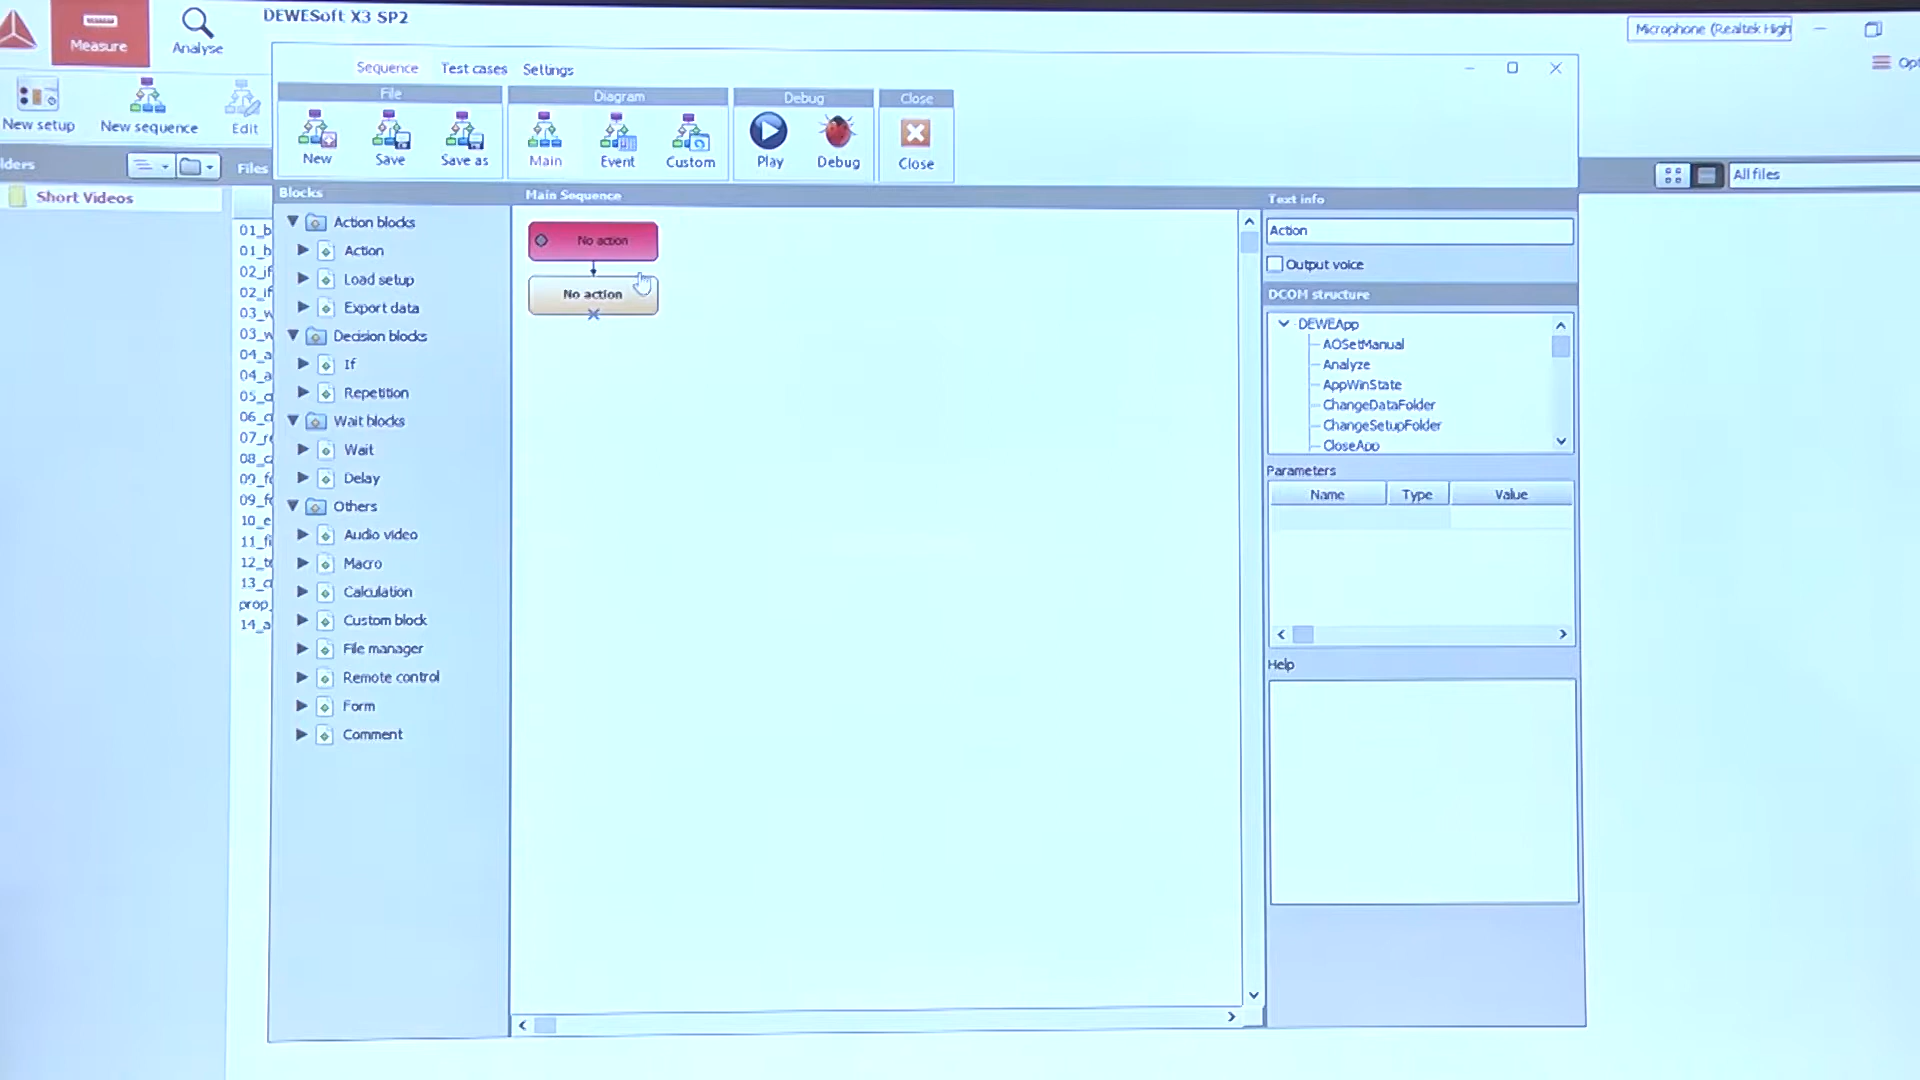 DEWESoft X3 SP2
Microphone (Realtek High
Measure
Analyse
Sequence Test cases Settings
File Diagram Debug Close
New setup New sequence Edit
New Save Save as Main Event Custom Play Debug Close
Files
All files
Short Videos
Blocks
Main Sequence
Text info
Action blocks
Action
Load setup
Export data
Decision blocks
If
Repetition
Wait blocks
Wait
Delay
Others
Audio video
Macro
Calculation
Custom block
File manager
Remote control
Form
Comment
No action
No action
Action
Output voice
DCOM structure
DEWEApp
AOSetManual
Analyze
AppWinState
ChangeDataFolder
ChangeSetupFolder
CloseApp
Parameters
Name Type Value
Help